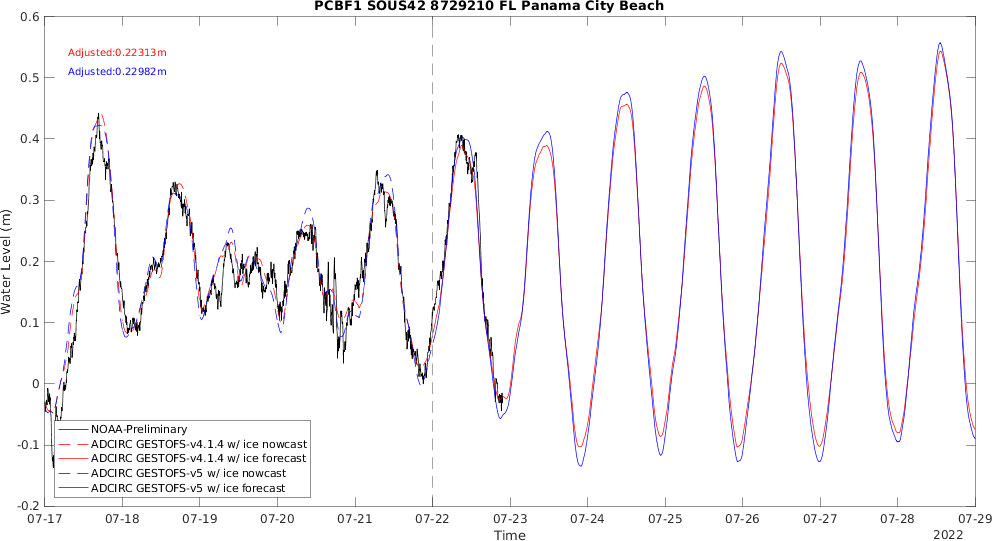 PCBF1 SOUS42 8729210 FL Panama City Beach
0.6
0.5
0.4
0.3
0.2
0.1
0
-0.1
-0.2
Water Level (m)
Adjusted:0.22313m
Adjusted:0.22982m
NOAA-Preliminary
ADCIRC GESTOFS-v4.1.4 w/ ice nowcast
ADCIRC GESTOFS-v4.1.4 w/ ice forecast
ADCIRC GESTOFS-v5 w/ ice nowcast
ADCIRC GESTOFS-v5 w/ ice forecast
07-17 07-18 07-19 07-20 07-21 07-22 07-23 07-24 07-25 07-26 07-27 07-28 07-29
Time
2022